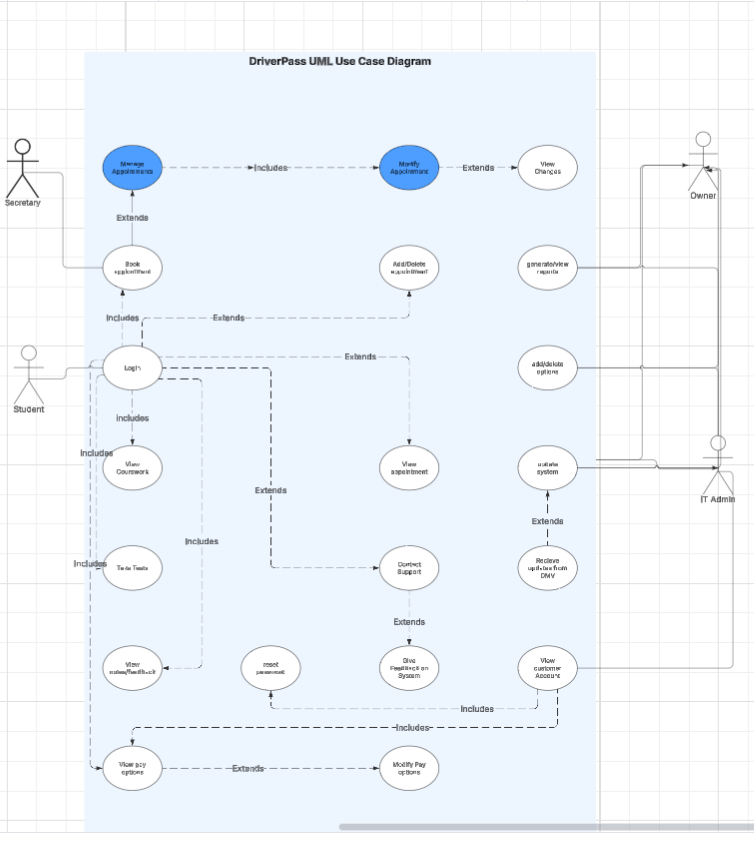 DriverPass UML Use Case Diagram
Secretary
Manage
Appointments
Includes
Modify
Appointment
Extends
View
Changes
Owner
Extends
Book
appointment
Add/Delete
appointment
generate/view
reports
Includes
Extends
Student
Login
Extends
add/delete
options
Includes
Includes
View
Coursework
View
appointment
update
system
IT Admin
Extends
Extends
Includes
Includes
Take Tests
Contact
Support
Recieve
updates from
DMV
Extends
View
notes/feedback
reset
password
Give
Feedback on
System
View
customer
Account
Includes
Includes
View pay
options
Extends
Modify Pay
options